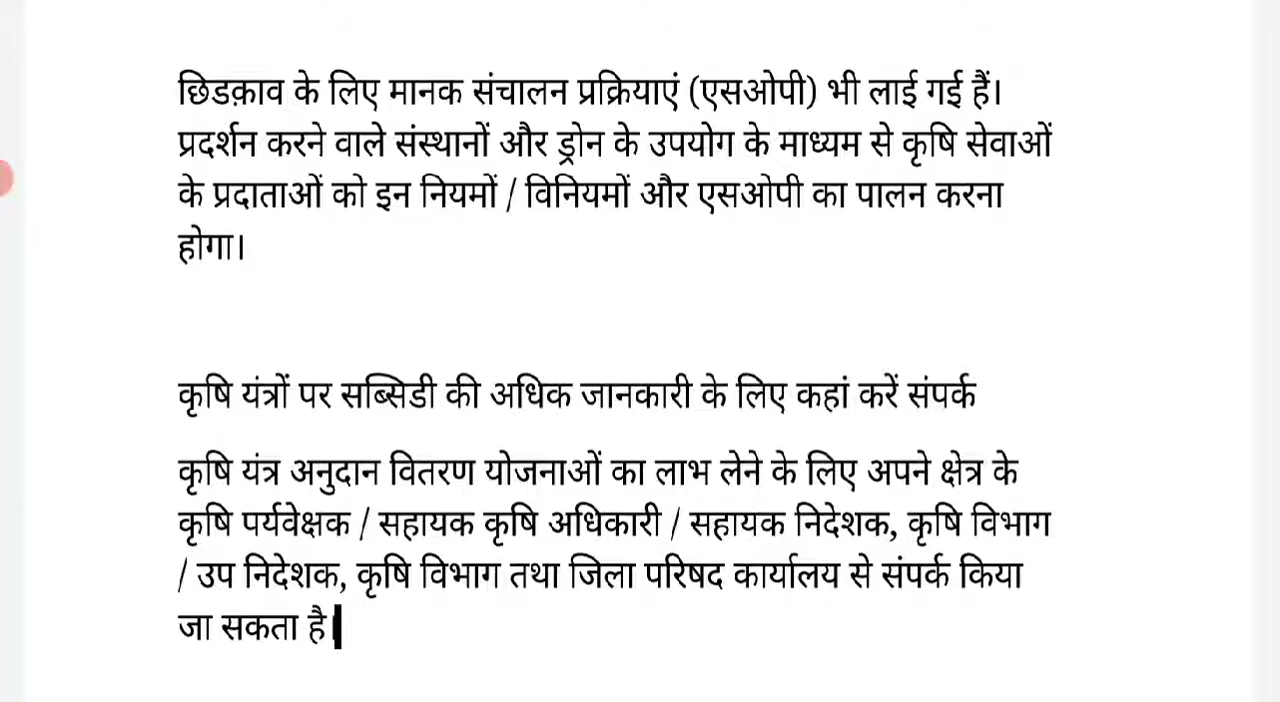 छिडक़ाव के लिए मानक संचालन प्रक्रियाएं (एसओपी) भी लाई गई हैं।
प्रदर्शन करने वाले संस्थानों और ड्रोन के उपयोग के माध्यम से कृषि सेवाओं
के प्रदाताओं को इन नियमों / विनियमों और एसओपी का पालन करना
होगा।
कृषि यंत्रों पर सब्सिडी की अधिक जानकारी के लिए कहां करें संपर्क
कृषि यंत्र अनुदान वितरण योजनाओं का लाभ लेने के लिए अपने क्षेत्र के
कृषि पर्यवेक्षक / सहायक कृषि अधिकारी / सहायक निदेशक, कृषि विभाग
/ उप निदेशक, कृषि विभाग तथा जिला परिषद कार्यालय से संपर्क किया
जा सकता है